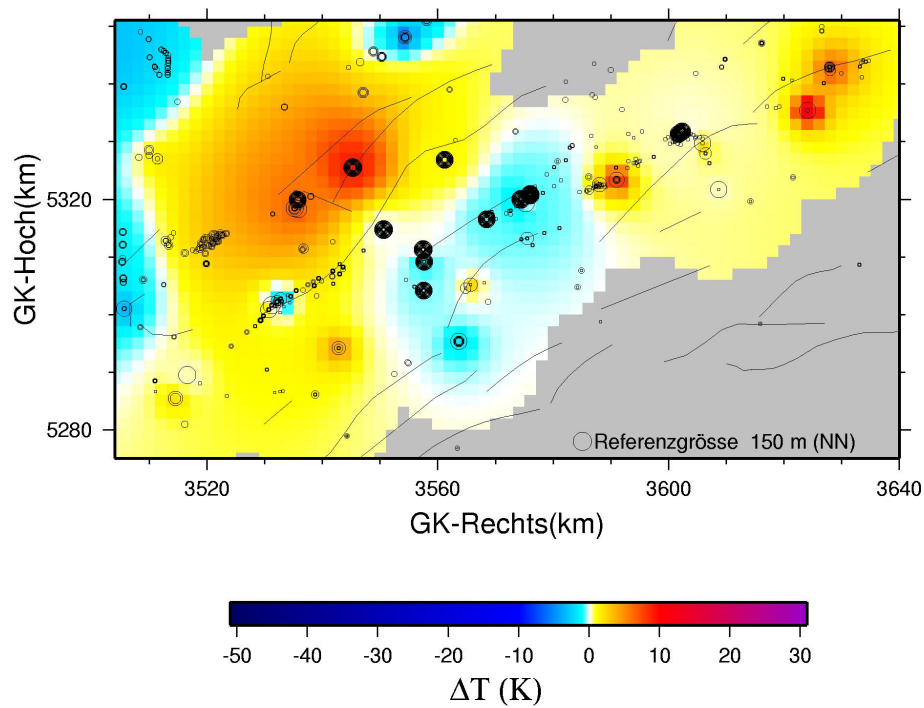 GK-Hoch(km)
5320
5280
Referenzgrösse 150 m (NN)
3520 3560 3600 3640
GK-Rechts(km)
-50 -40 -30 -20 -10 0 10 20 30
ΔT (K)